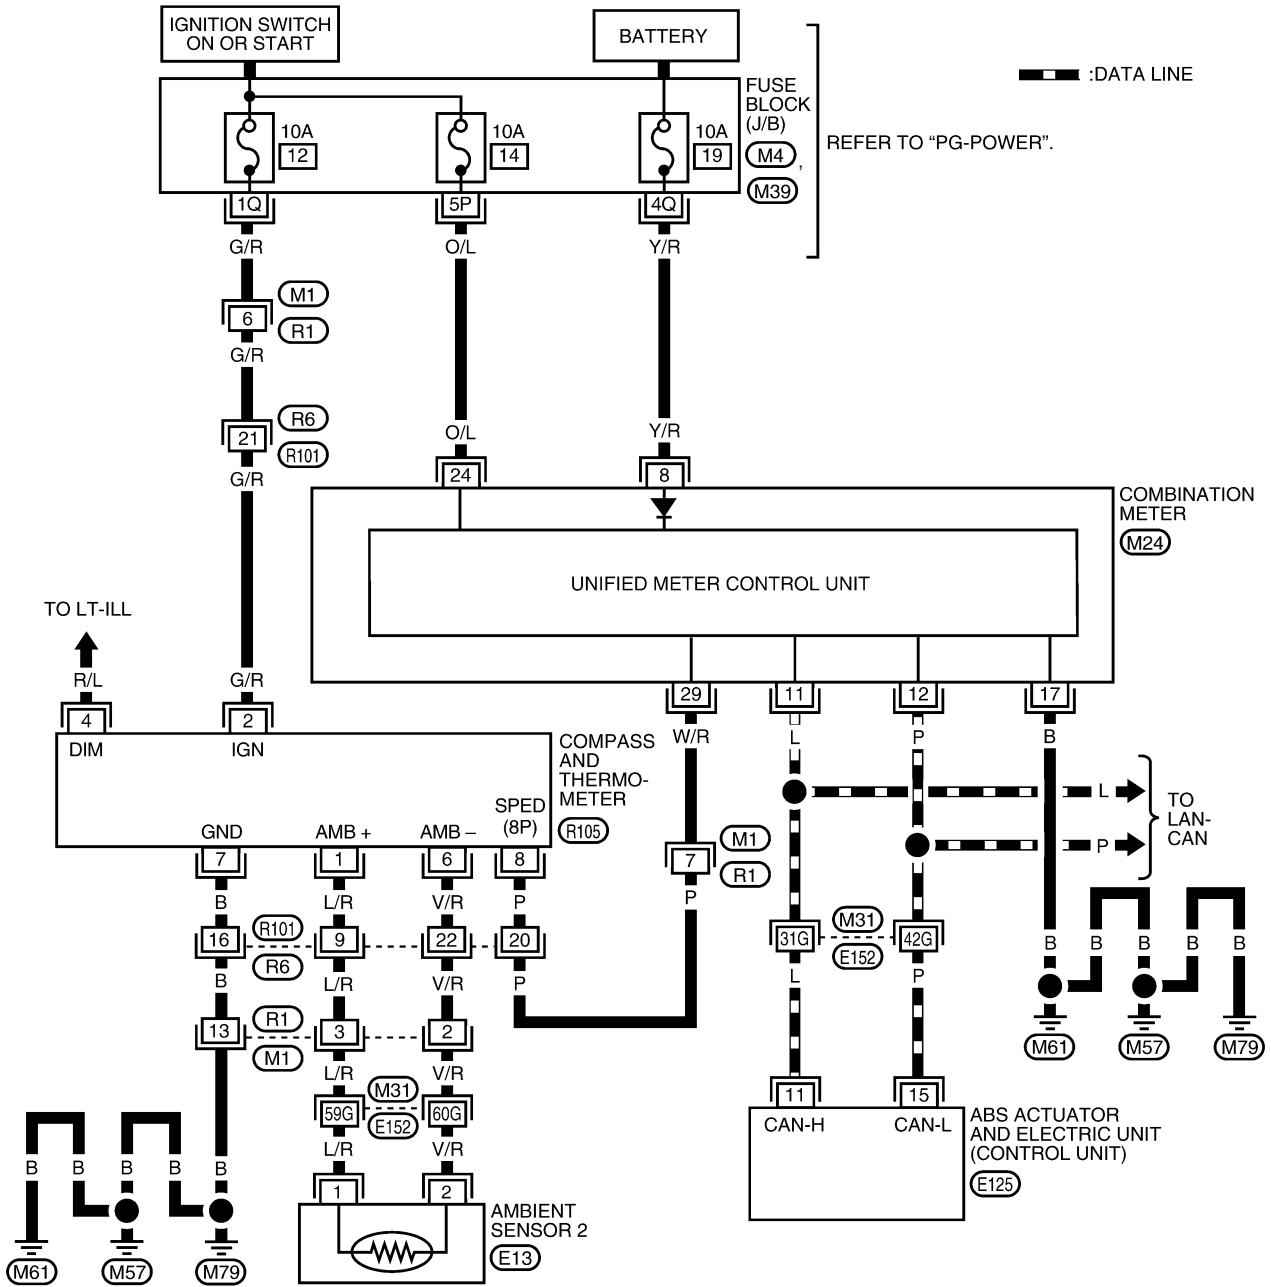 IGNITION SWITCH
ON OR START
BATTERY
:DATA LINE
FUSE
BLOCK
(J/B)
M4 ,
M39
REFER TO “PG-POWER”.
10A
12
10A
14
10A
19
1Q
5P
4Q
G/R
O/L
Y/R
M1
6
R1
G/R
R6
21
R101
G/R
O/L
Y/R
24
8
COMBINATION
METER
M24
UNIFIED METER CONTROL UNIT
TO LT-ILL
R/L
G/R
4
2
29
11
12
17
DIM
IGN
COMPASS
AND
THERMO-
METER
R105
W/R
L
P
B
SPED
(8P)
GND
AMB +
AMB –
L
P
TO
LAN-
CAN
7
1
6
8
M1
7
R1
B
L/R
V/R
P
P
16
R101
R6
9
22
20
31G
M31
E152
42G
B
B
B
B
B
B
L/R
V/R
P
L
P
13
R1
M1
3
2
M61
M57
M79
L/R
V/R
59G
M31
E152
60G
11
15
CAN-H
CAN-L
ABS ACTUATOR
AND ELECTRIC UNIT
(CONTROL UNIT)
E125
B
B
B
B
B
L/R
V/R
1
2
AMBIENT
SENSOR 2
E13
M61
M57
M79